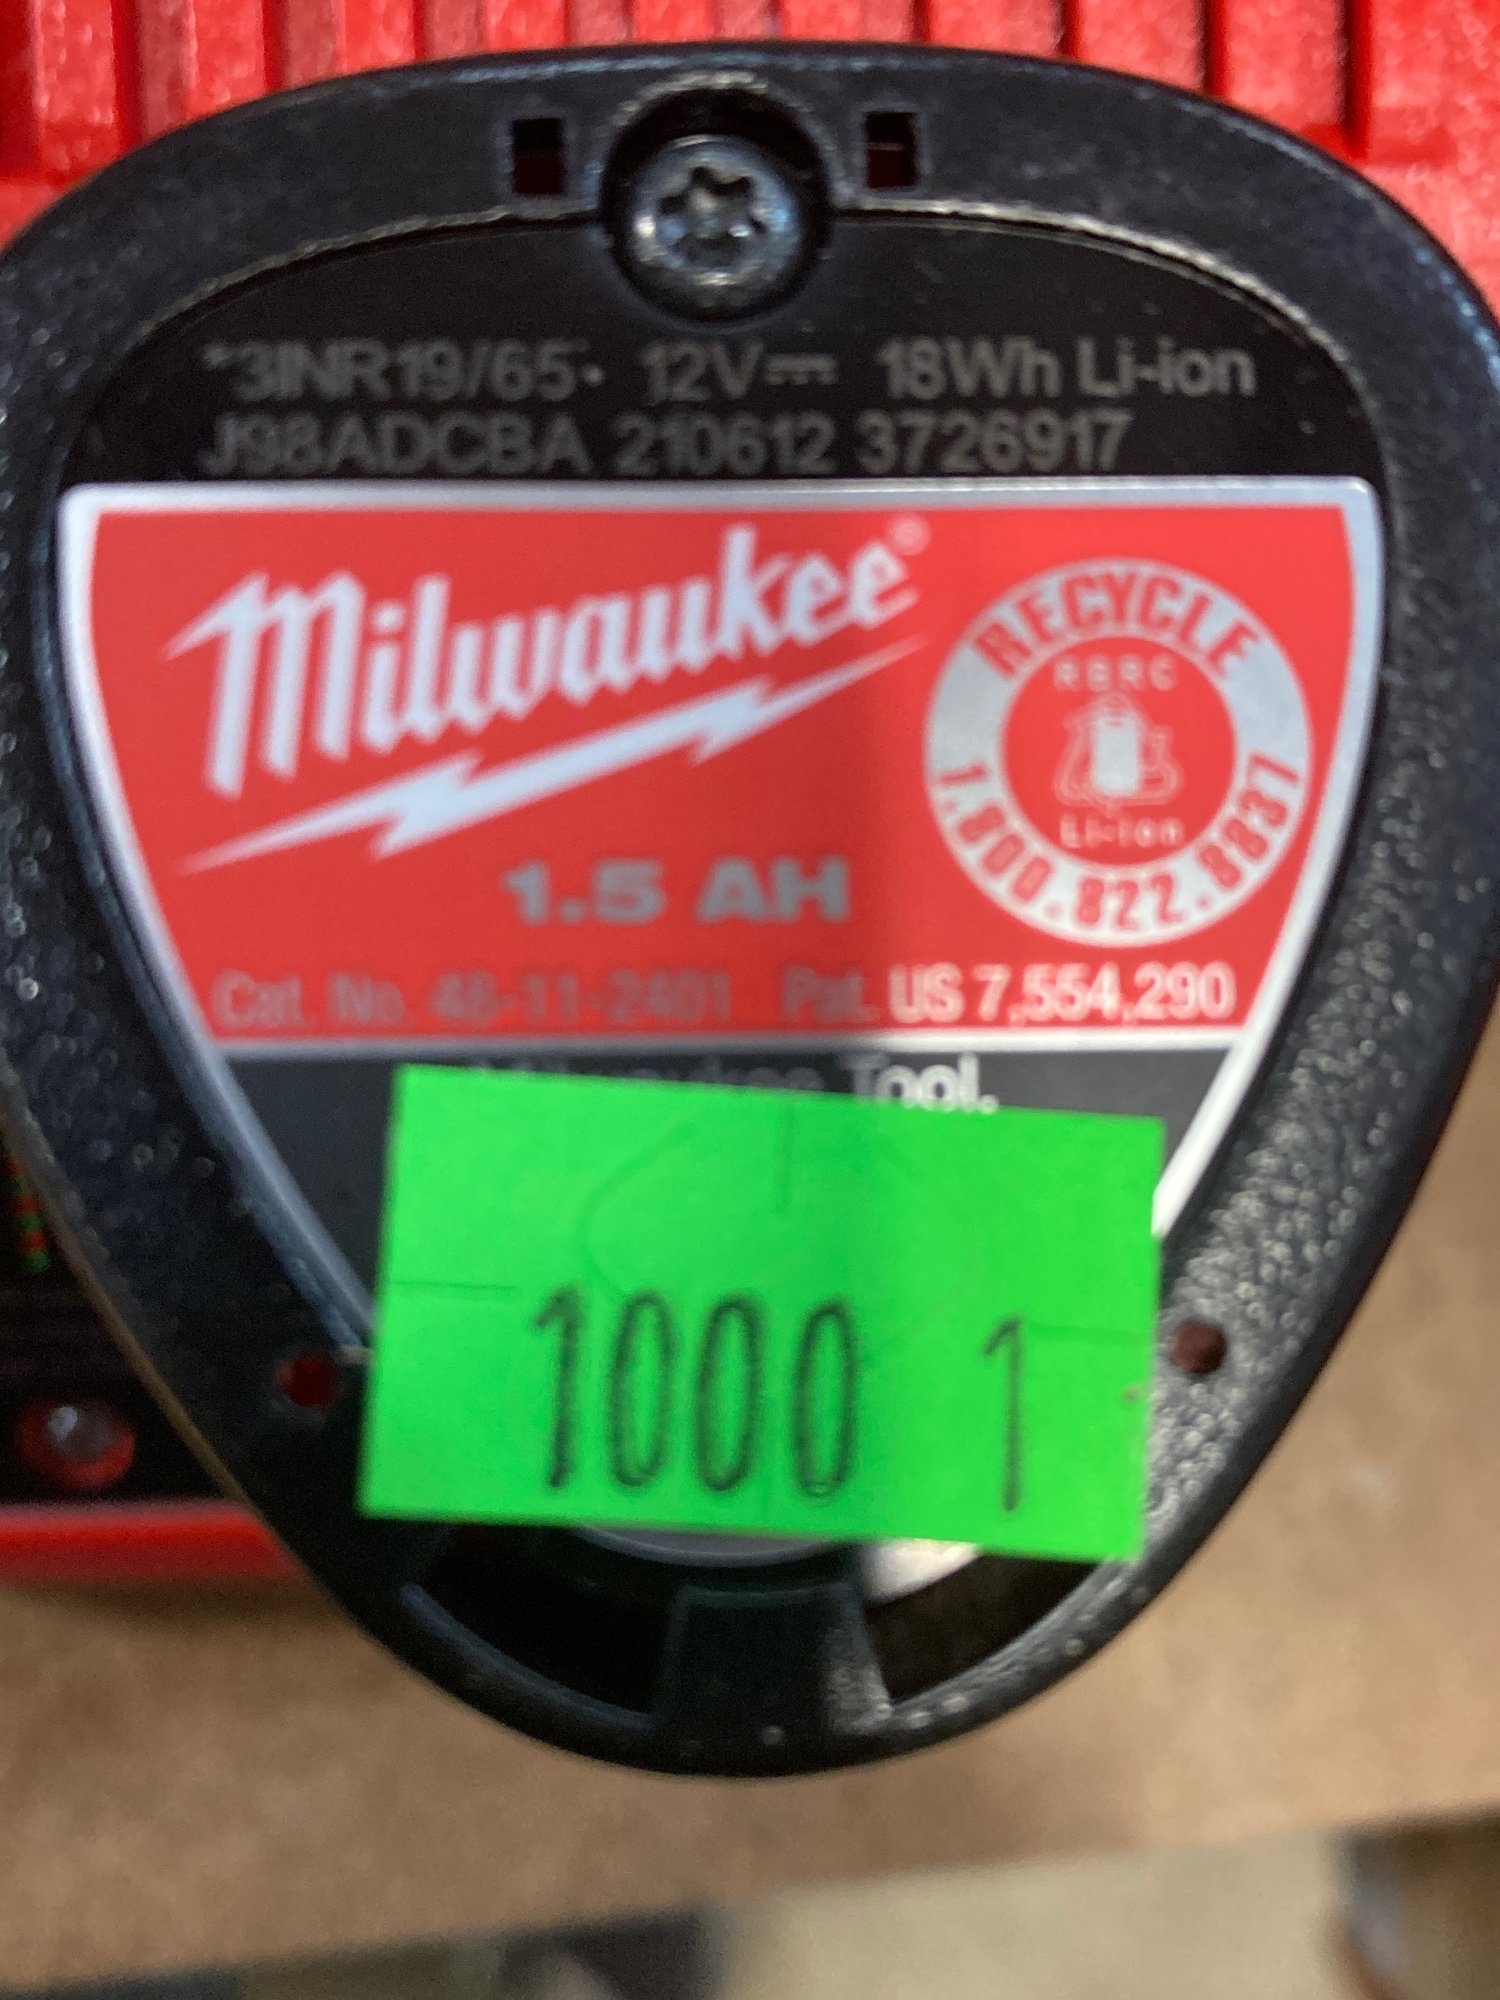 *3INR19/65* 12V 18Wh Li-ion
J98ADCBA 210612 3726917
Milwaukee®
RECYCLE
RBRC
Li-ion
1.800.822.8837
1.5 AH
Cat. No. 48-11-2401 Pat. US 7,554,290
Milwaukee Tool.
1000 1